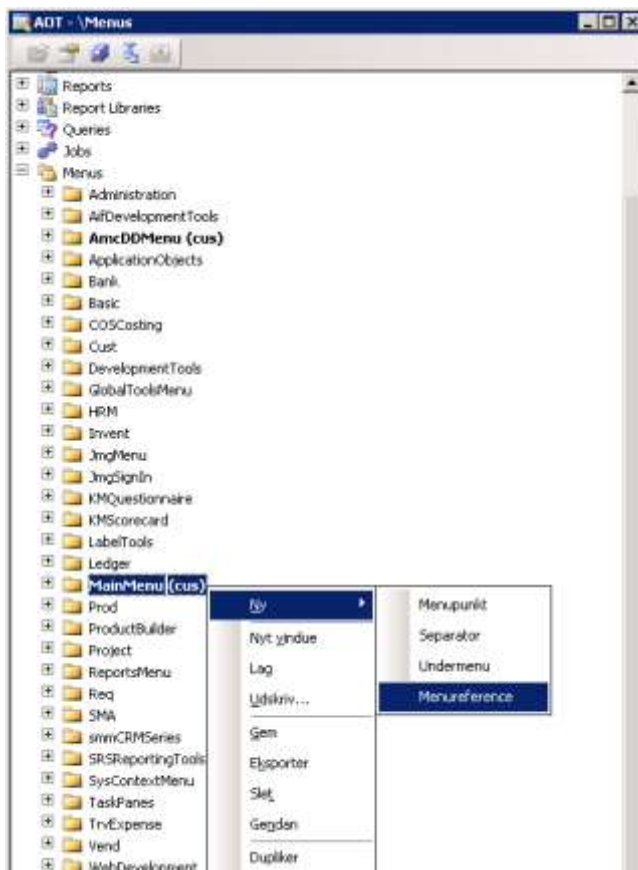 AOT - \Menus
Reports
Report Libraries
Queries
Jobs
Menus
Administration
AifDevelopmentTools
AmcDDMenu (cus)
ApplicationObjects
Bank
Basic
COSCosting
Cust
DevelopmentTools
GlobalToolsMenu
HRM
Invent
JmgMenu
JmgSignIn
KMQuestionnaire
KMScorecard
LabelTools
Ledger
MainMenu (cus)
Prod
ProductBuilder
Project
ReportsMenu
Req
SMA
smmCRMSeries
SRSReportingTools
SysContextMenu
TaskPanes
TrvExpense
Vend
WebDevelopment
Ny
Nyt vindue
Lag
Udskriv...
Gem
Eksporter
Slet
Gendan
Dupliker
Menupunkt
Separator
Undermenu
Menureference